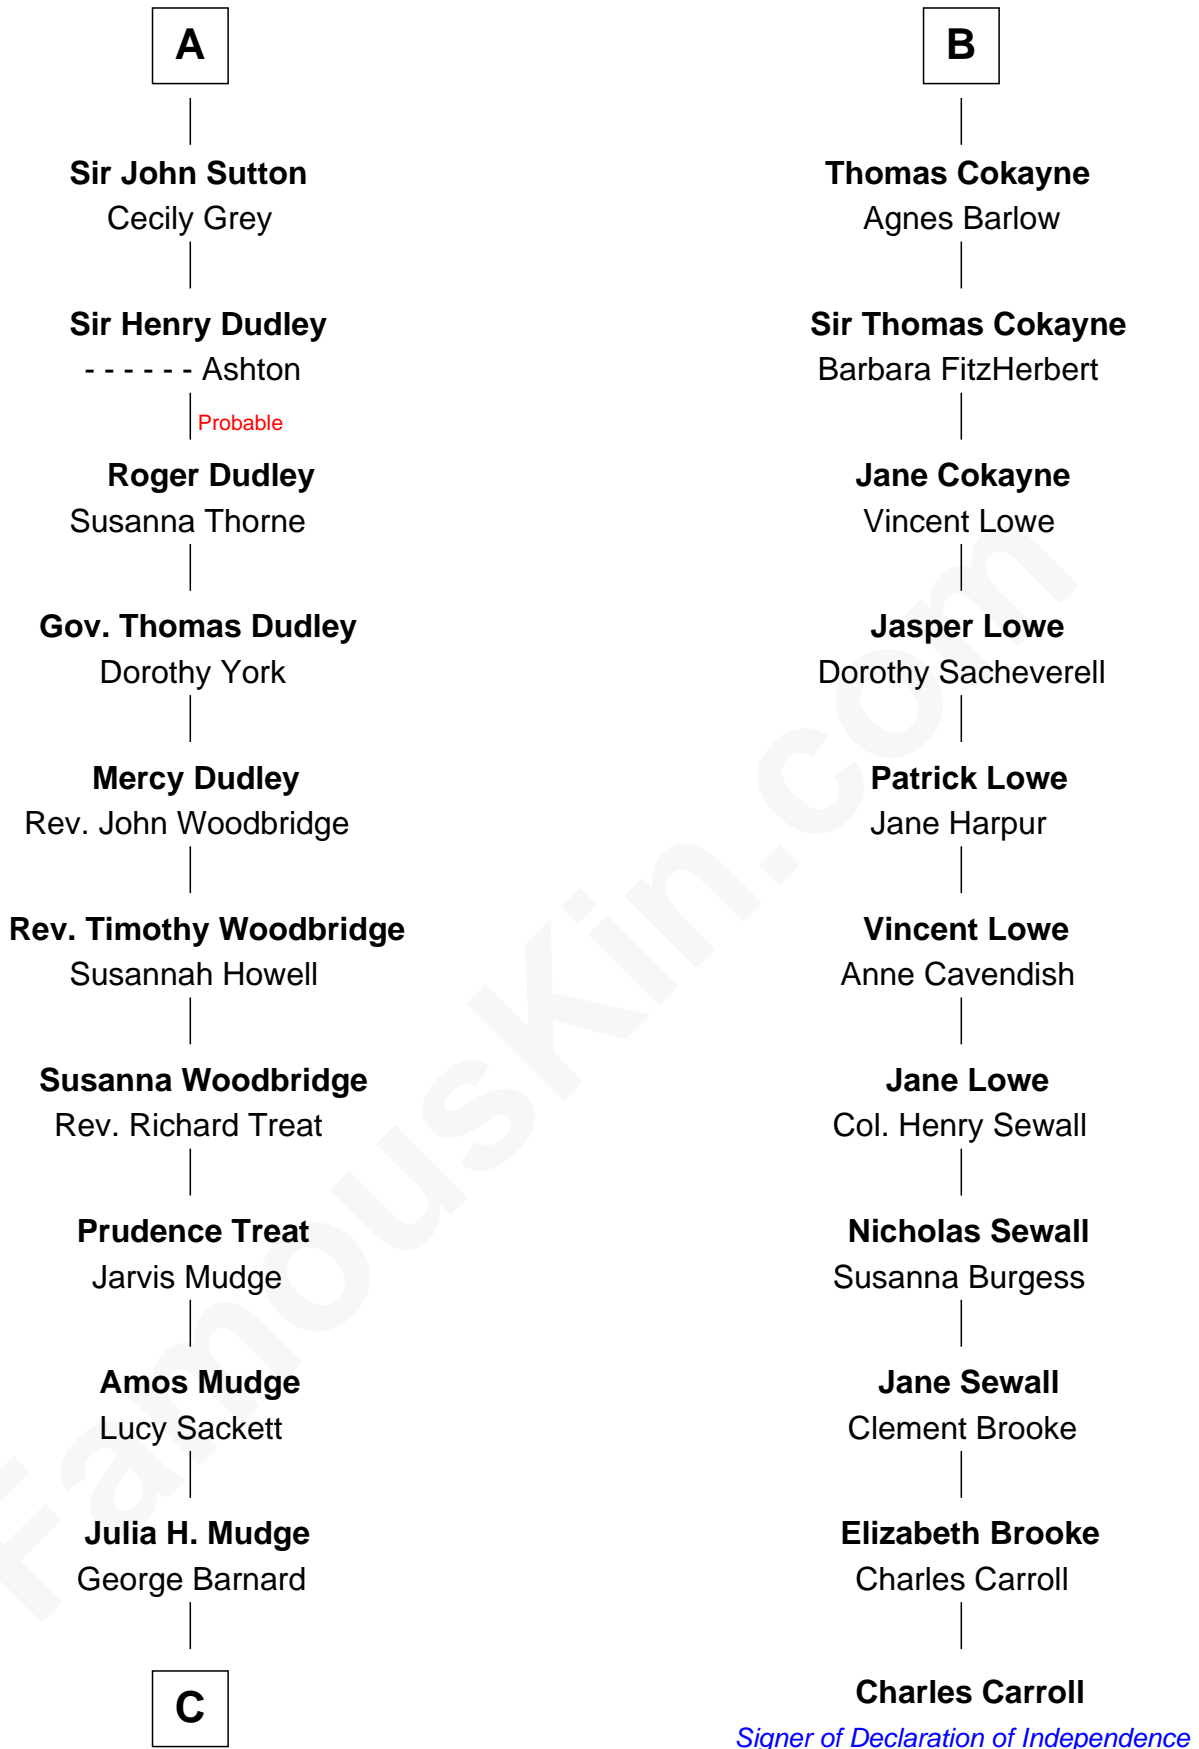 A
Sir John Sutton
Cecily Grey
Sir Henry Dudley
- - - - - - Ashton
Probable
Roger Dudley
Susanna Thorne
Gov. Thomas Dudley
Dorothy York
Mercy Dudley
Rev. John Woodbridge
Rev. Timothy Woodbridge
Susannah Howell
Susanna Woodbridge
Rev. Richard Treat
Prudence Treat
Jarvis Mudge
Amos Mudge
Lucy Sackett
Julia H. Mudge
George Barnard
C
B
Thomas Cokayne
Agnes Barlow
Sir Thomas Cokayne
Barbara FitzHerbert
Jane Cokayne
Vincent Lowe
Jasper Lowe
Dorothy Sacheverell
Patrick Lowe
Jane Harpur
Vincent Lowe
Anne Cavendish
Jane Lowe
Col. Henry Sewall
Nicholas Sewall
Susanna Burgess
Jane Sewall
Clement Brooke
Elizabeth Brooke
Charles Carroll
Charles Carroll
Signer of Declaration of Independence
FamousKin.com